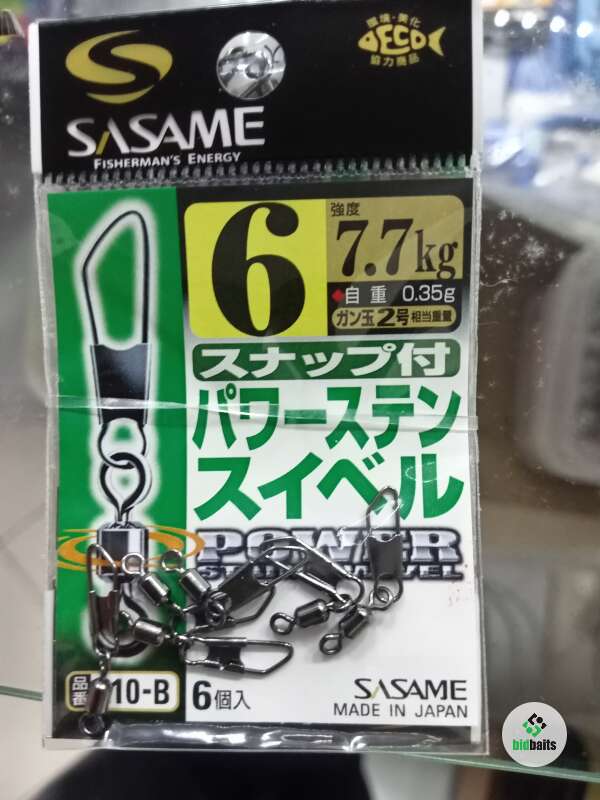 SASAME
FISHERMAN'S ENERGY
環境・美化
DECO
協力商品
6
強度
7.7kg
自重 0.35g
ガン玉2号相当重量
スナップ付
パワーステン
スイベル
POWER
品番
10-B
6個入
SASAME
MADE IN JAPAN
bidbaits